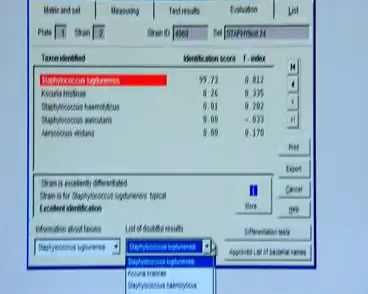 Matrix and set Measuring Test results Evaluation List
Plate 1 Strain 2 Strain ID Set STAPHYtest 24
Taxon identified Identification score T - index
Staphylococcus lugdunensis 99.73 0.812
Kocuria kristinae 0.26 0.335
Staphylococcus haemolyticus 0.01 0.202
Staphylococcus auricularis 0.00 -.033
Aerococcus viridans 0.00 0.170
Print
Export
Strain is excellently differentiated.
Strain is for Staphylococcus lugdunensis typical
Excellent identification
More
Cancel
Help
Information about taxons List of doubtful results Differentiation tests
Staphylococcus lugdunensis Staphylococcus lugdunensis Approved List of bacterial names
Staphylococcus lugdunensis
Kocuria kristinae
Staphylococcus haemolyticus